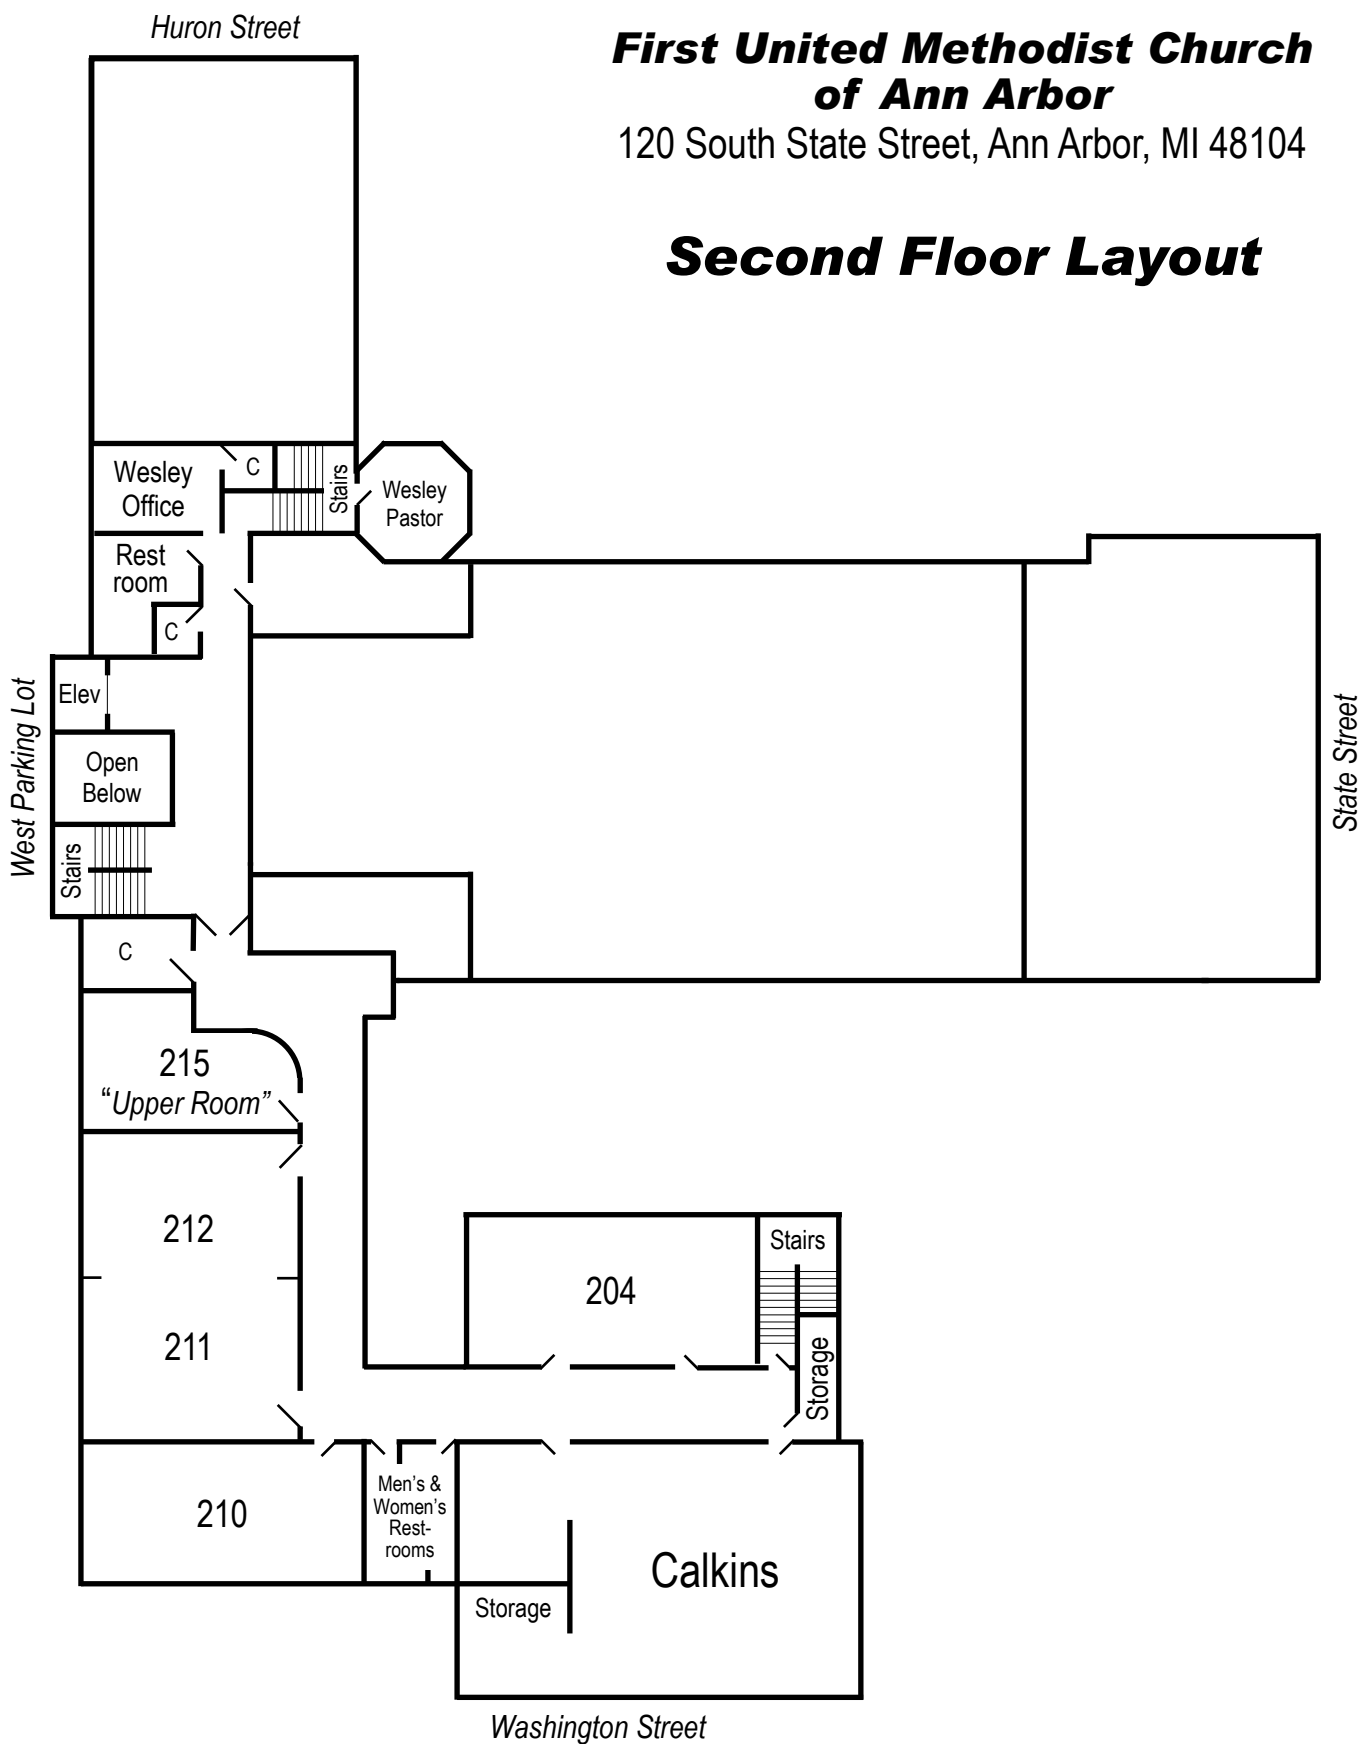 Huron Street
First United Methodist Church
of Ann Arbor
120 South State Street, Ann Arbor, MI 48104
Second Floor Layout
Wesley
Office
C
Stairs
Wesley
Pastor
Rest
room
C
Elev
Open
Below
West Parking Lot
State Street
Stairs
C
215
“Upper Room”
212
211
204
Stairs
Storage
210
Men’s &
Women’s
Rest-
rooms
Calkins
Storage
Washington Street